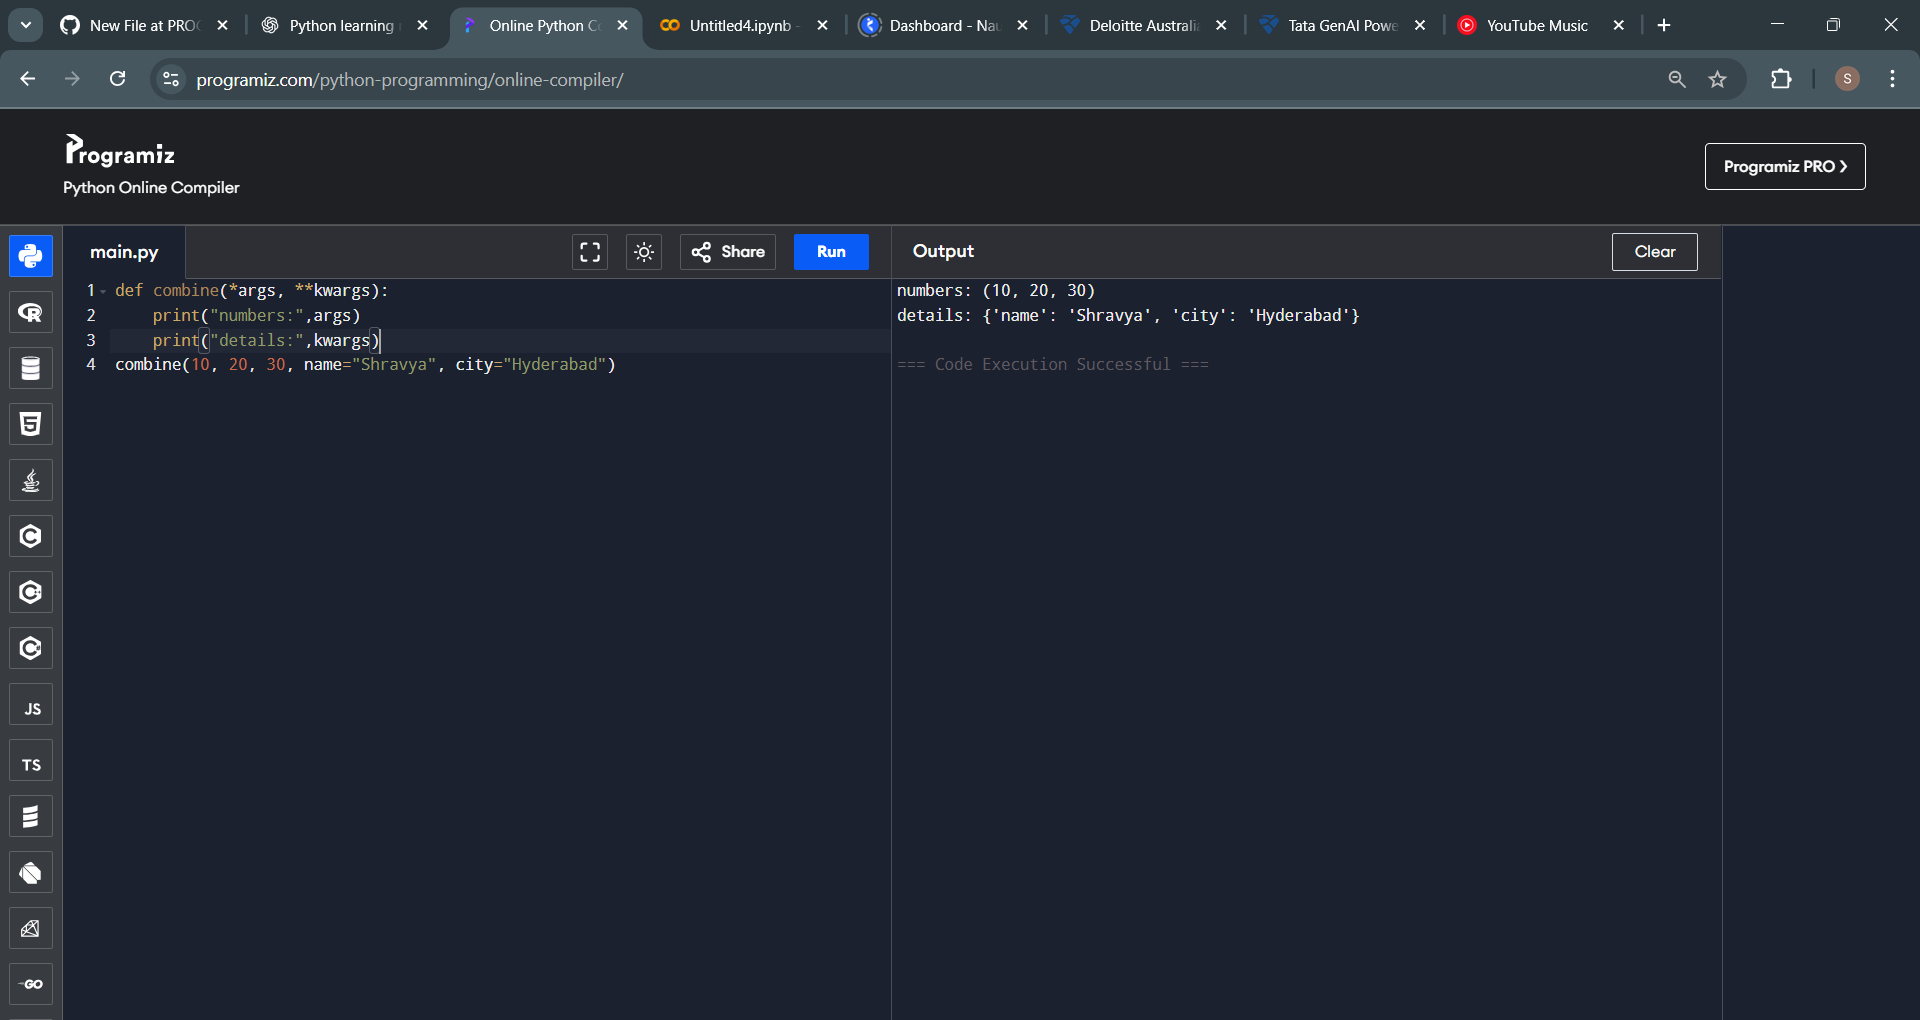 New File at PRO
Python learning
Online Python C
Untitled4.ipynb -
Dashboard - Nau
Deloitte Australi
Tata GenAI Powe
YouTube Music
programiz.com/python-programming/online-compiler/
S
Programiz
Python Online Compiler
Programiz PRO
main.py
Share
Run
Output
Clear
1 def combine(*args, **kwargs):
2 print("numbers:",args)
3 print("details:",kwargs)
4 combine(10, 20, 30, name="Shravya", city="Hyderabad")
numbers: (10, 20, 30)
details: {'name': 'Shravya', 'city': 'Hyderabad'}
=== Code Execution Successful ===
R
5
C
C
C
JS
TS
GO